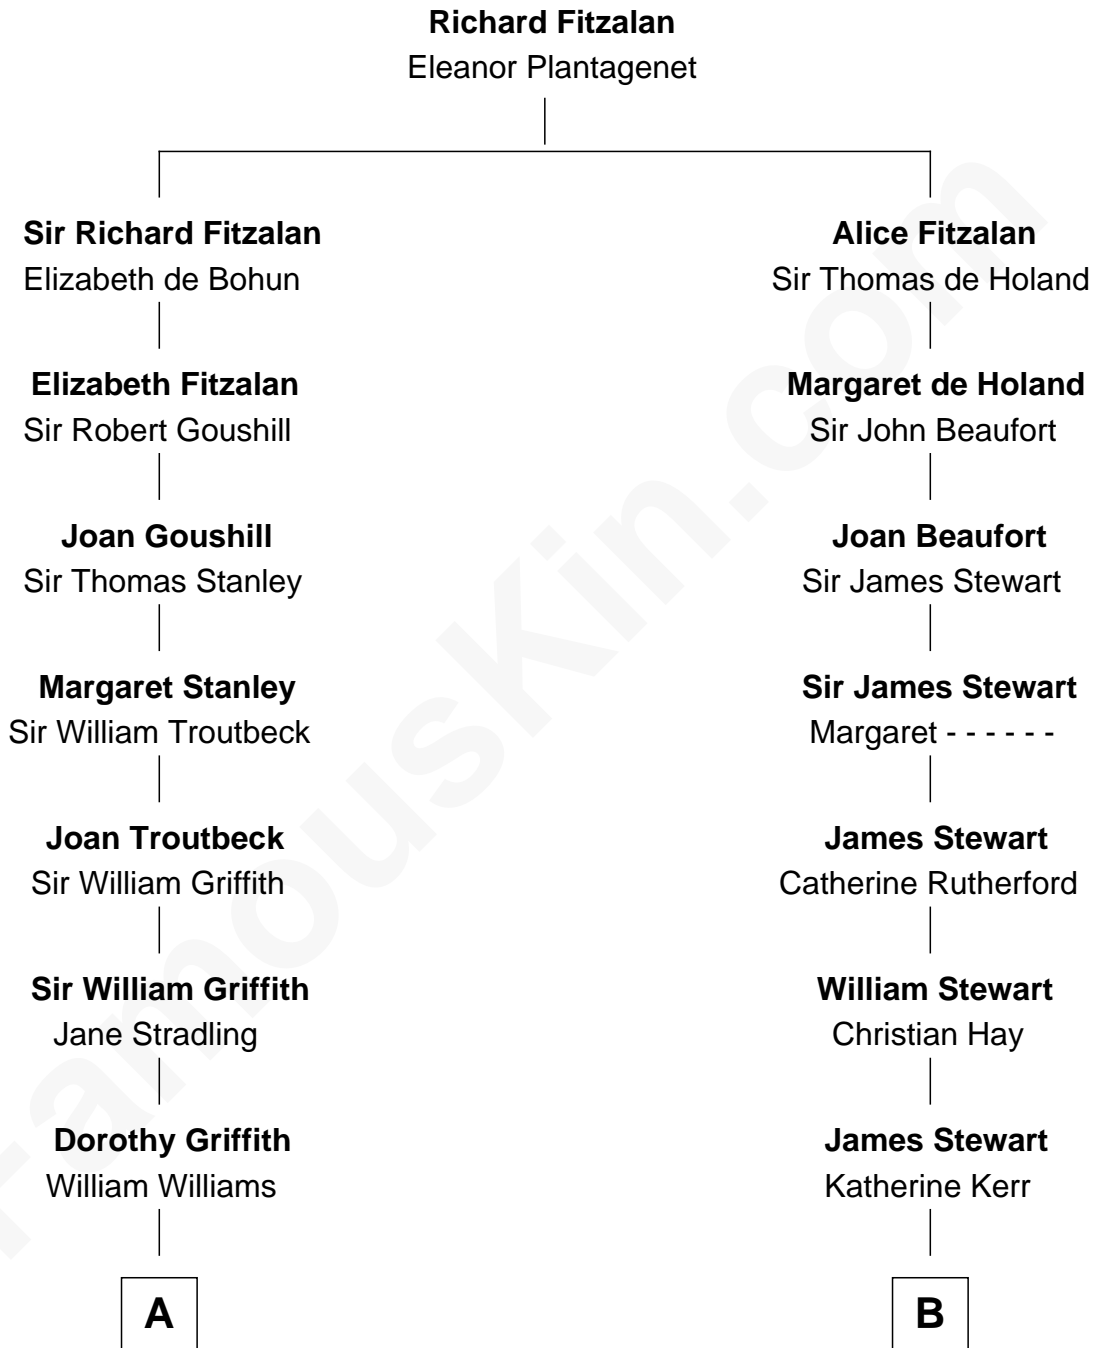 Richard Fitzalan
Eleanor Plantagenet
Sir Richard Fitzalan
Elizabeth de Bohun
Elizabeth Fitzalan
Sir Robert Goushill
Joan Goushill
Sir Thomas Stanley
Margaret Stanley
Sir William Troutbeck
Joan Troutbeck
Sir William Griffith
Sir William Griffith
Jane Stradling
Dorothy Griffith
William Williams
A
Alice Fitzalan
Sir Thomas de Holand
Margaret de Holand
Sir John Beaufort
Joan Beaufort
Sir James Stewart
Sir James Stewart
Margaret - - - - - -
James Stewart
Catherine Rutherford
William Stewart
Christian Hay
James Stewart
Katherine Kerr
B
FamousKin.com